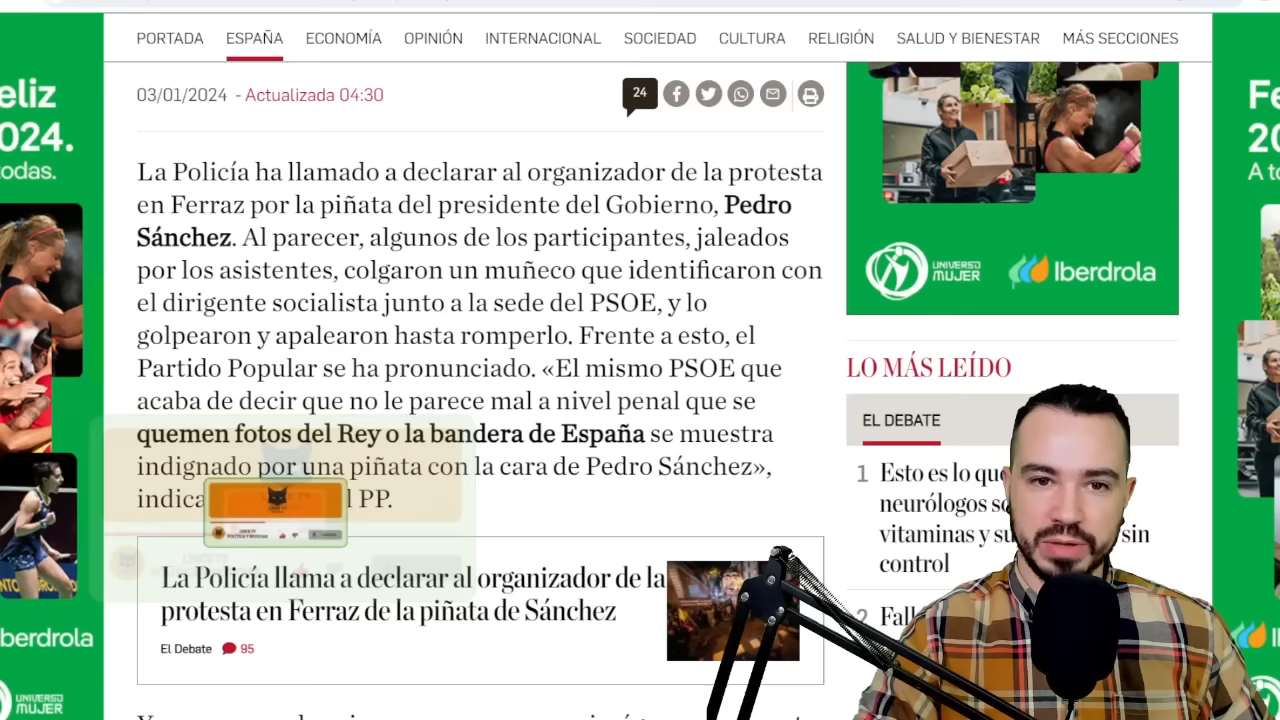 PORTADA ESPAÑA ECONOMÍA OPINIÓN INTERNACIONAL SOCIEDAD CULTURA RELIGIÓN SALUD Y BIENESTAR MÁS SECCIONES
eliz
024.
todas.
03/01/2024 - Actualizada 04:30
24
La Policía ha llamado a declarar al organizador de la protesta
en Ferraz por la piñata del presidente del Gobierno, Pedro
Sánchez. Al parecer, algunos de los participantes, jaleados
por los asistentes, colgaron un muñeco que identificaron con
el dirigente socialista junto a la sede del PSOE, y lo
golpearon y apalearon hasta romperlo. Frente a esto, el
Partido Popular se ha pronunciado. «El mismo PSOE que
acaba de decir que no le parece mal a nivel penal que se
quemen fotos del Rey o la bandera de España se muestra
indignado por una piñata con la cara de Pedro Sánchez»,
indica l PP.
La Policía llama a declarar al organizador de la
protesta en Ferraz de la piñata de Sánchez
El Debate 95
UNIVERSO
MUJER
Iberdrola
LO MÁS LEÍDO
EL DEBATE
1 Esto es lo que
neurólogos so
vitaminas y su sin
control
2 Fall
Fe
20
A to
berdrola
UNIVERSO
MUJER